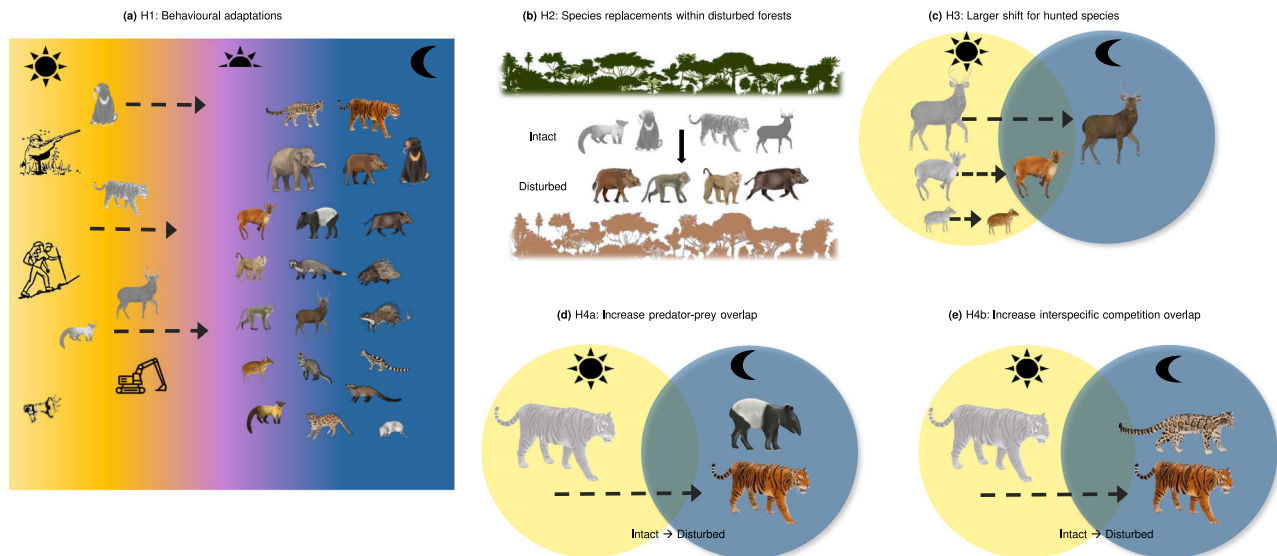 (a) H1: Behavioural adaptations
(b) H2: Species replacements within disturbed forests
Intact
Disturbed
(c) H3: Larger shift for hunted species
(d) H4a: Increase predator-prey overlap
Intact → Disturbed
(e) H4b: Increase interspecific competition overlap
Intact → Disturbed